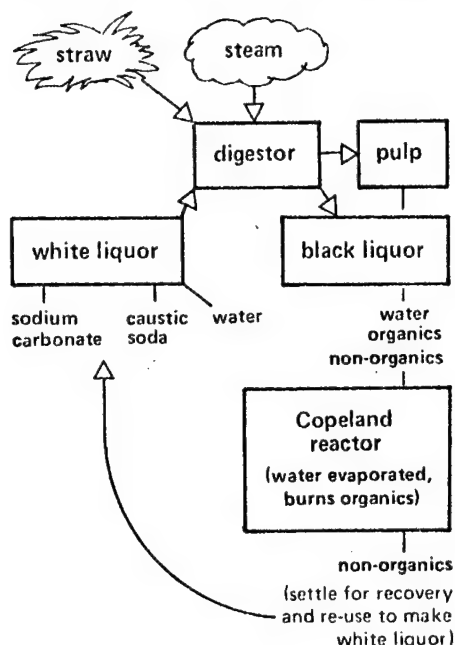 straw
steam
digestor
pulp
white liquor
black liquor
sodium
carbonate
caustic
soda
water
water
organics
non-organics
Copeland
reactor
(water evaporated,
burns organics)
non-organics
(settle for recovery
and re-use to make
white liquor)